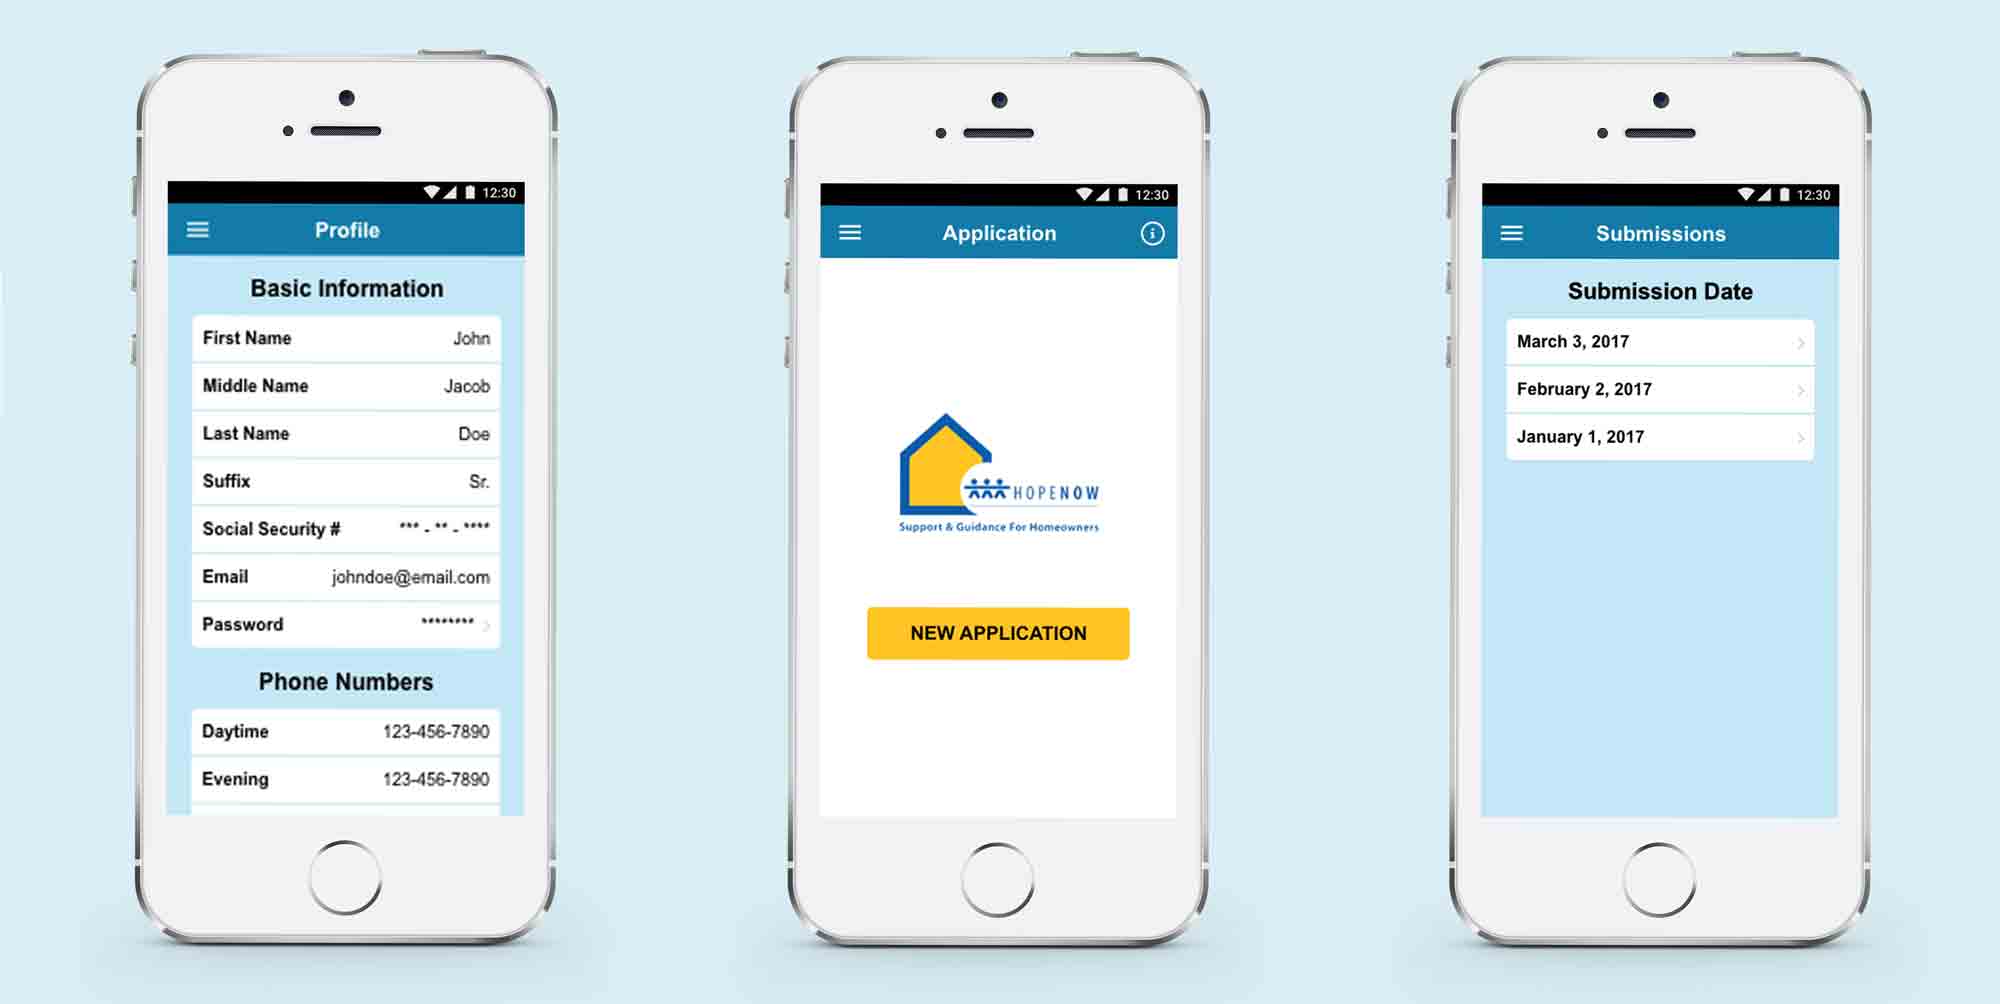 12:30
Profile
Basic Information
First Name John
Middle Name Jacob
Last Name Doe
Suffix Sr.
Social Security # *** - ** - ****
Email johndoe@email.com
Password ********
Phone Numbers
Daytime 123-456-7890
Evening 123-456-7890
12:30
Application
HOPENOW
Support & Guidance For Homeowners
NEW APPLICATION
12:30
Submissions
Submission Date
March 3, 2017
February 2, 2017
January 1, 2017